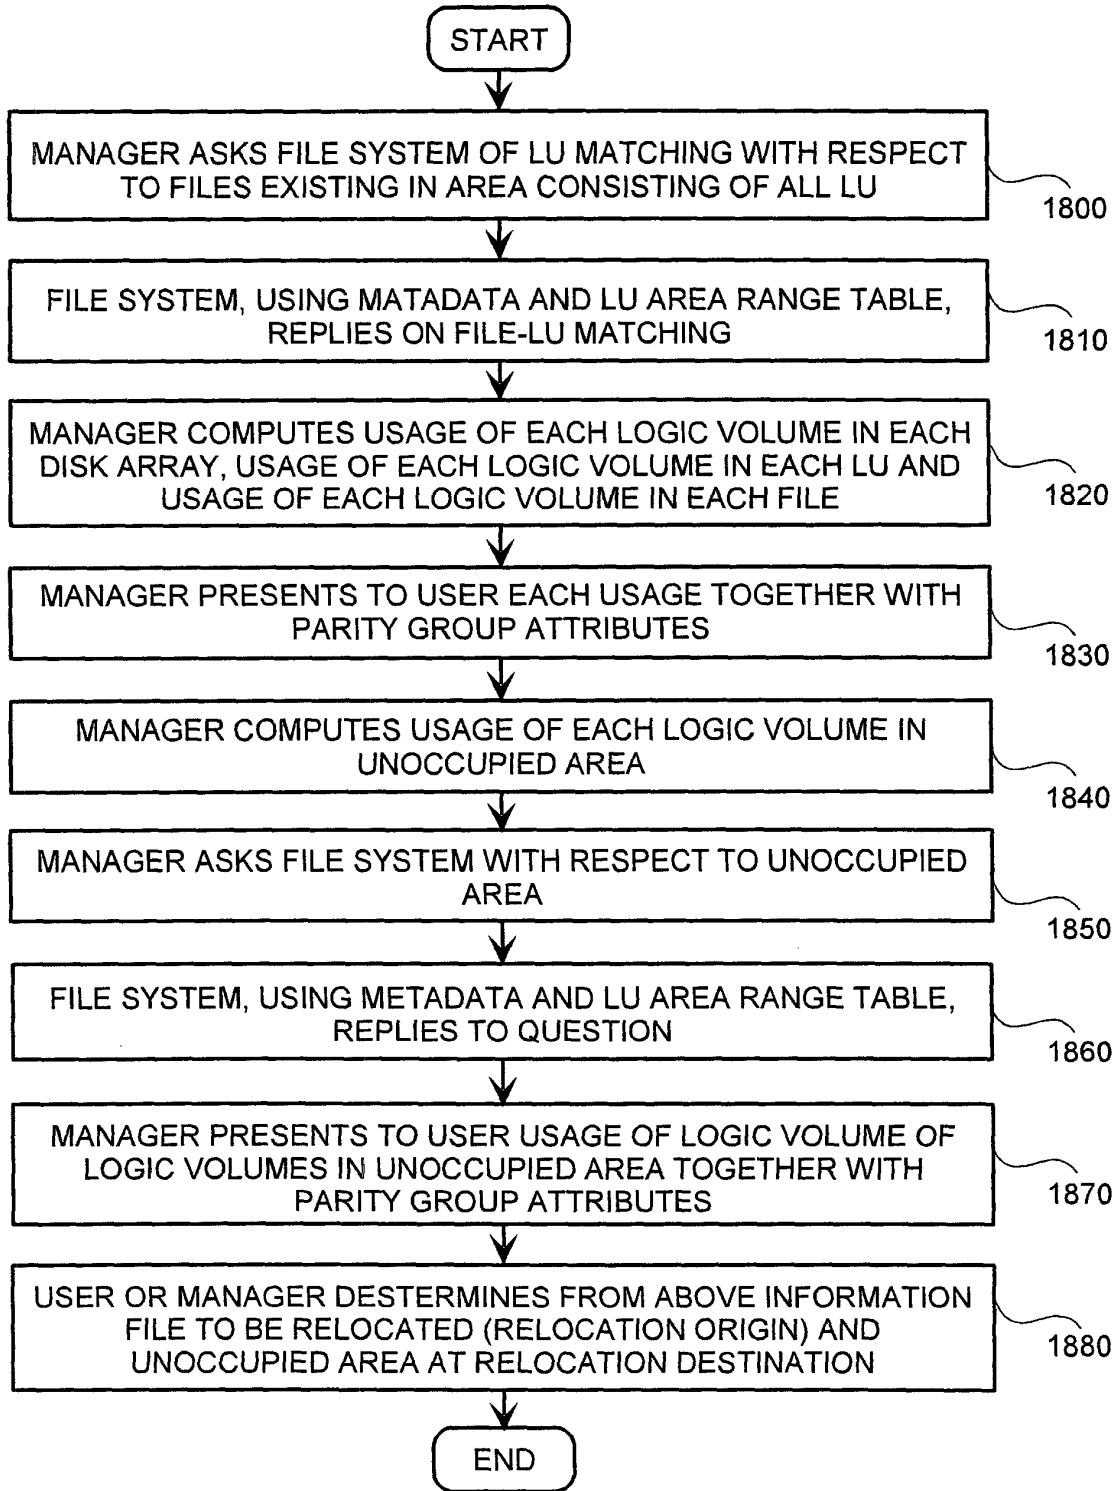 START
MANAGER ASKS FILE SYSTEM OF LU MATCHING WITH RESPECT
TO FILES EXISTING IN AREA CONSISTING OF ALL LU
1800
FILE SYSTEM, USING MATADATA AND LU AREA RANGE TABLE,
REPLIES ON FILE-LU MATCHING
1810
MANAGER COMPUTES USAGE OF EACH LOGIC VOLUME IN EACH
DISK ARRAY, USAGE OF EACH LOGIC VOLUME IN EACH LU AND
USAGE OF EACH LOGIC VOLUME IN EACH FILE
1820
MANAGER PRESENTS TO USER EACH USAGE TOGETHER WITH
PARITY GROUP ATTRIBUTES
1830
MANAGER COMPUTES USAGE OF EACH LOGIC VOLUME IN
UNOCCUPIED AREA
1840
MANAGER ASKS FILE SYSTEM WITH RESPECT TO UNOCCUPIED
AREA
1850
FILE SYSTEM, USING METADATA AND LU AREA RANGE TABLE,
REPLIES TO QUESTION
1860
MANAGER PRESENTS TO USER USAGE OF LOGIC VOLUME OF
LOGIC VOLUMES IN UNOCCUPIED AREA TOGETHER WITH
PARITY GROUP ATTRIBUTES
1870
USER OR MANAGER DESTERMINES FROM ABOVE INFORMATION
FILE TO BE RELOCATED (RELOCATION ORIGIN) AND
UNOCCUPIED AREA AT RELOCATION DESTINATION
1880
END